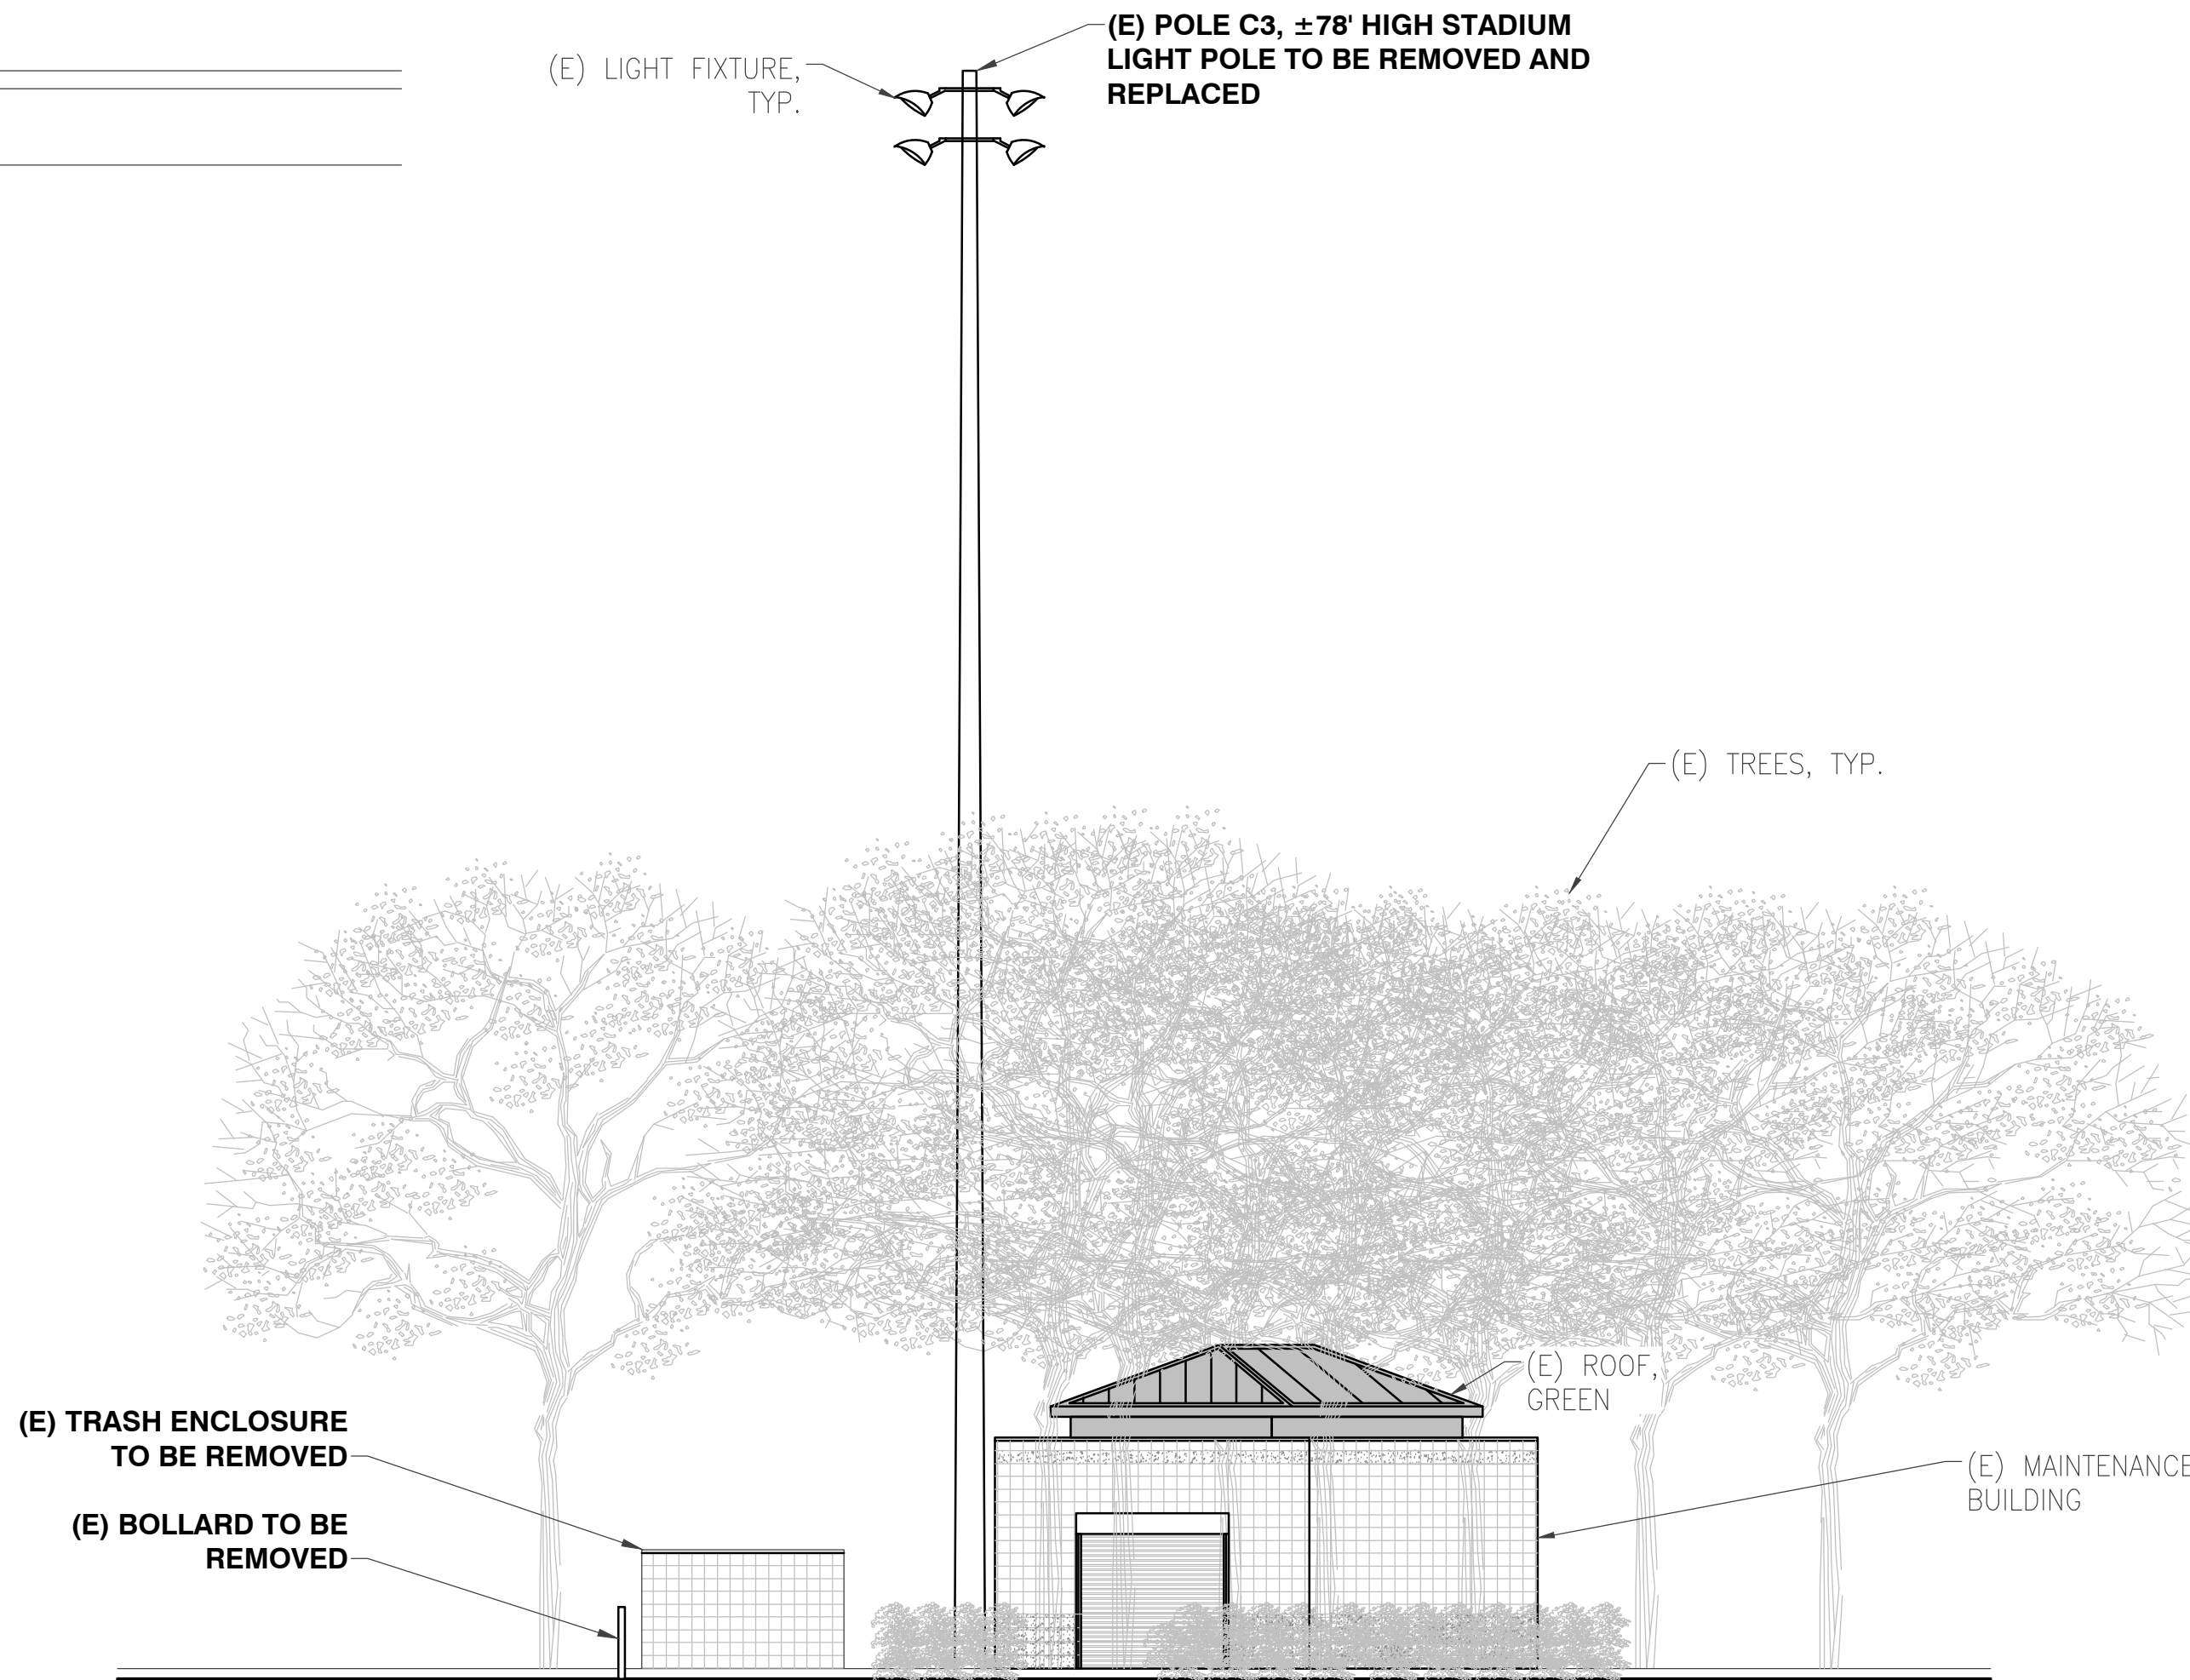 (E) POLE C3, ±78' HIGH STADIUM
LIGHT POLE TO BE REMOVED AND
REPLACED
(E) LIGHT FIXTURE,
TYP.
(E) TREES, TYP.
(E) ROOF,
GREEN
(E) TRASH ENCLOSURE
TO BE REMOVED
(E) MAINTENANCE
BUILDING
(E) BOLLARD TO BE
REMOVED